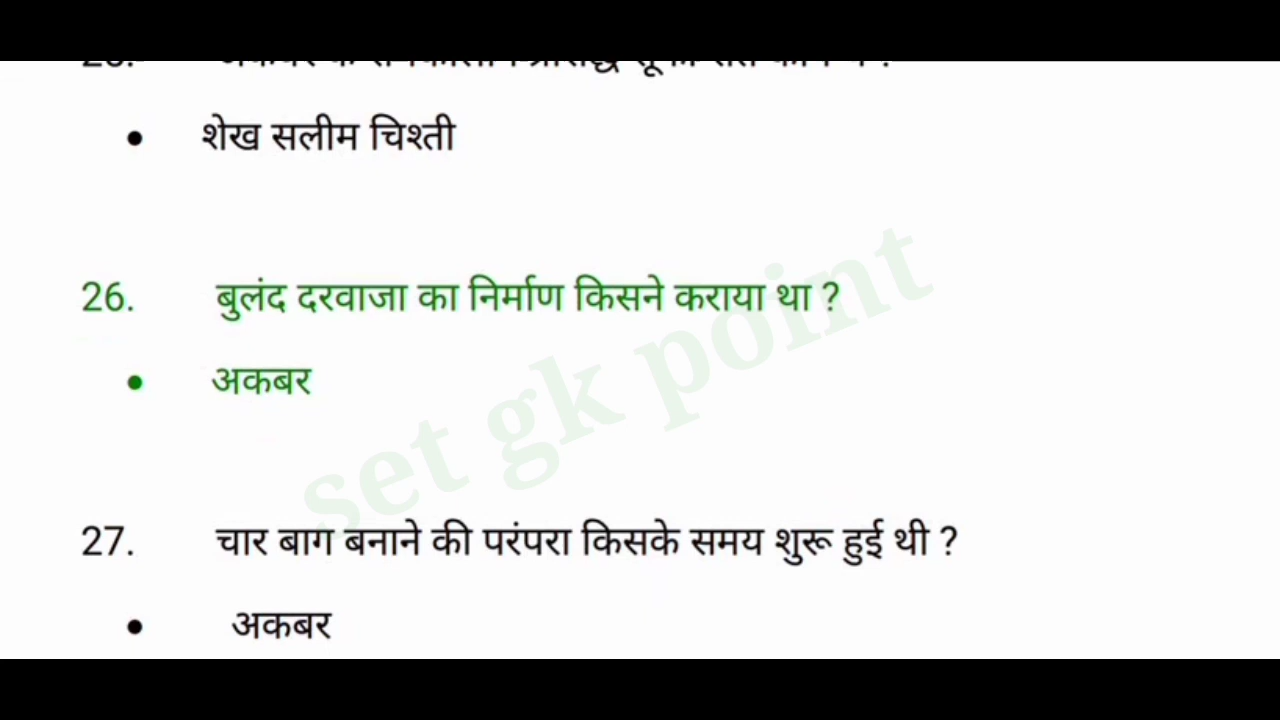 शेख सलीम चिश्ती
26. बुलंद दरवाजा का निर्माण किसने कराया था ?
अकबर
set gk point
27. चार बाग बनाने की परंपरा किसके समय शुरू हुई थी ?
अकबर